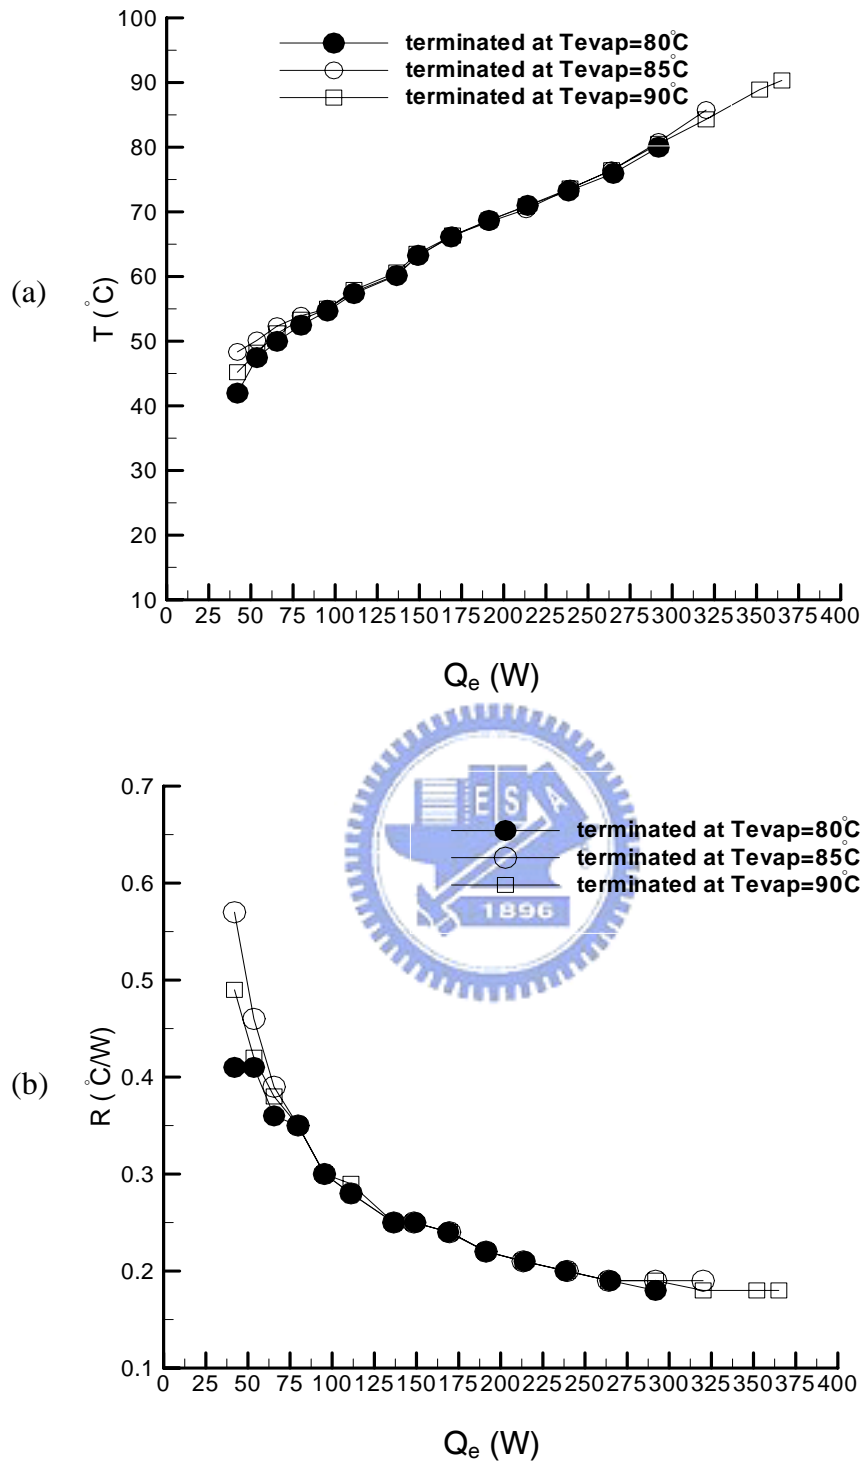 100
90
80
70
60
50
40
30
20
10
terminated at Tevap=80°C
terminated at Tevap=85°C
terminated at Tevap=90°C
(a)
T (°C)
0 25 50 75 100 125 150 175 200 225 250 275 300 325 350 375 400
Qe (W)
0.7
0.6
0.5
0.4
0.3
0.2
0.1
E S A
1896
terminated at Tevap=80°C
terminated at Tevap=85°C
terminated at Tevap=90°C
(b)
R (°C/W)
0 25 50 75 100 125 150 175 200 225 250 275 300 325 350 375 400
Qe (W)